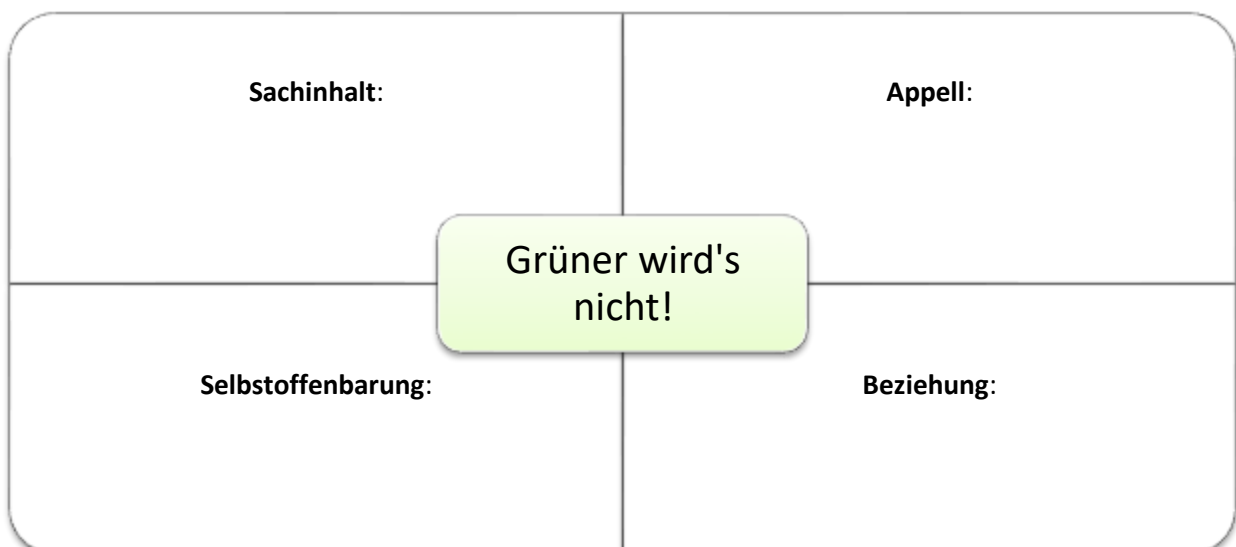 Sachinhalt:
Appell:
Grüner wird's
nicht!
Selbstoffenbarung:
Beziehung: